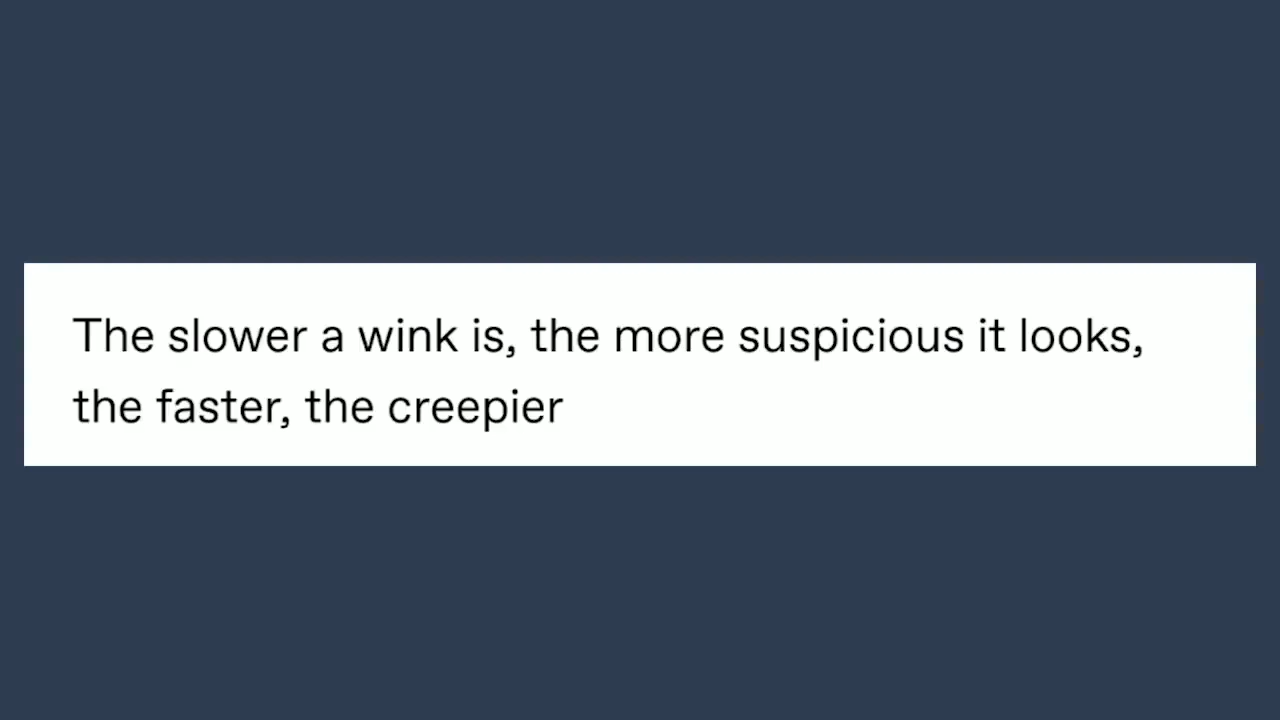 The slower a wink is, the more suspicious it looks,
the faster, the creepier